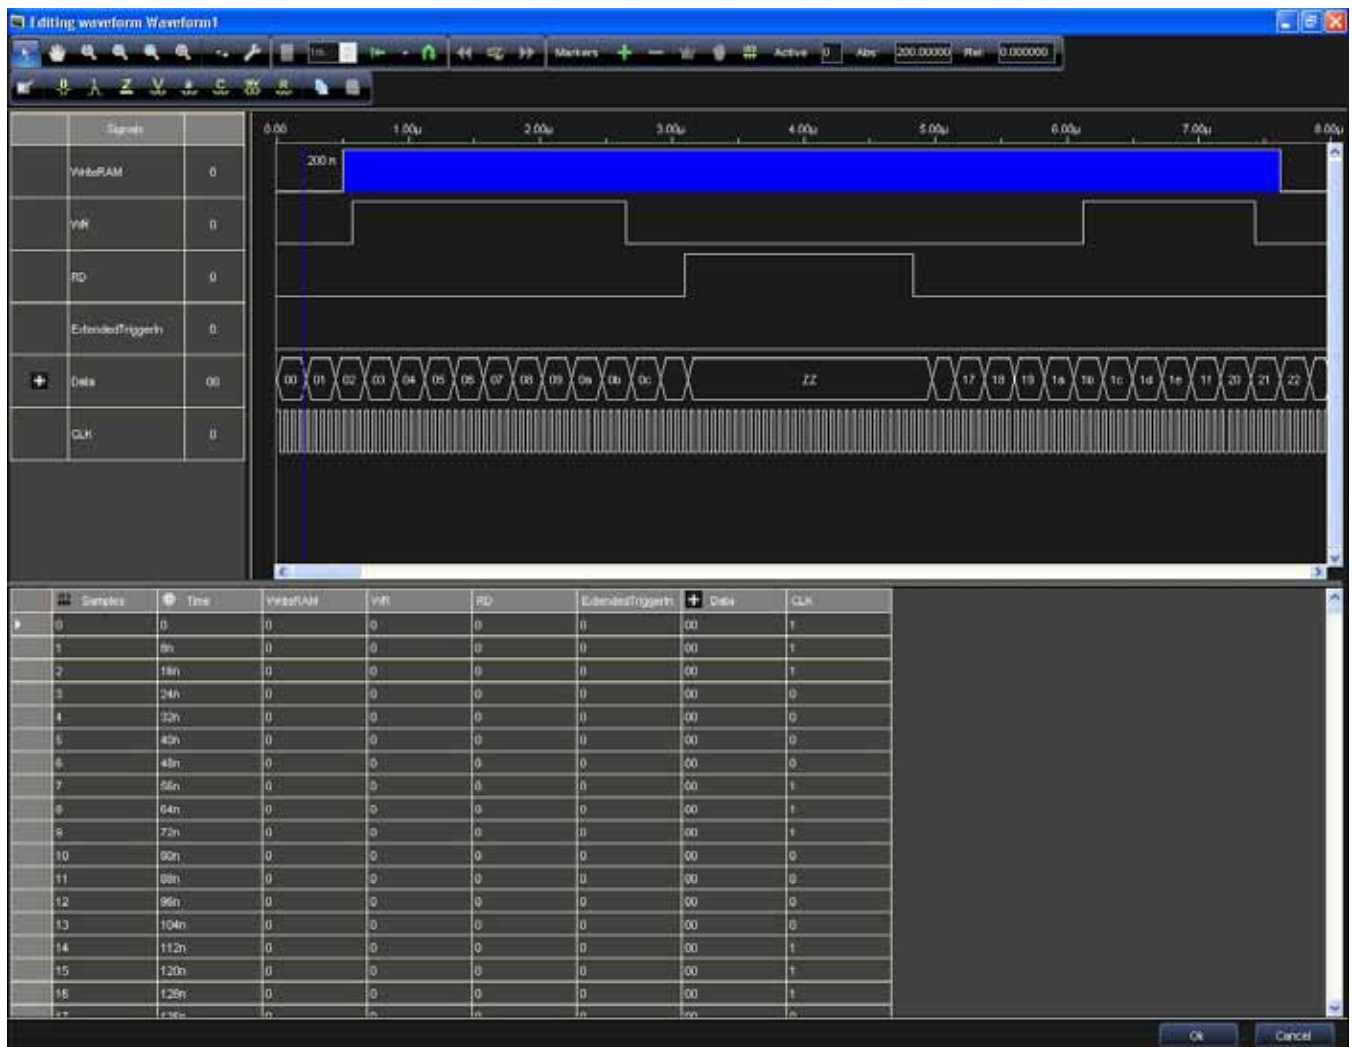 Editing waveform Waveform1
1m Markers Active 0 Abs: 200.00000 Rel: 0.000000
Signals 0.00 1.00µ 2.00µ 3.00µ 4.00µ 5.00µ 6.00µ 7.00µ 8.00µ
200 n
WriteRAM 0
WR 0
RD 0
ExtendedTriggerIn 0
Data 00 00 01 02 03 04 05 06 07 08 09 0a 0b 0c ZZ 17 18 19 1a 1b 1c 1d 1e 1f 20 21 22
CLK 0
Samples Time WriteRAM WR RD ExtendedTriggerIn Data CLK
0 0 0 0 0 0 00 1
1 8n 0 0 0 0 00 1
2 16n 0 0 0 0 00 1
3 24n 0 0 0 0 00 0
4 32n 0 0 0 0 00 0
5 40n 0 0 0 0 00 0
6 48n 0 0 0 0 00 0
7 56n 0 0 0 0 00 1
8 64n 0 0 0 0 00 1
9 72n 0 0 0 0 00 1
10 80n 0 0 0 0 00 0
11 88n 0 0 0 0 00 0
12 96n 0 0 0 0 00 0
13 104n 0 0 0 0 00 0
14 112n 0 0 0 0 00 1
15 120n 0 0 0 0 00 1
16 128n 0 0 0 0 00 1
Ok Cancel